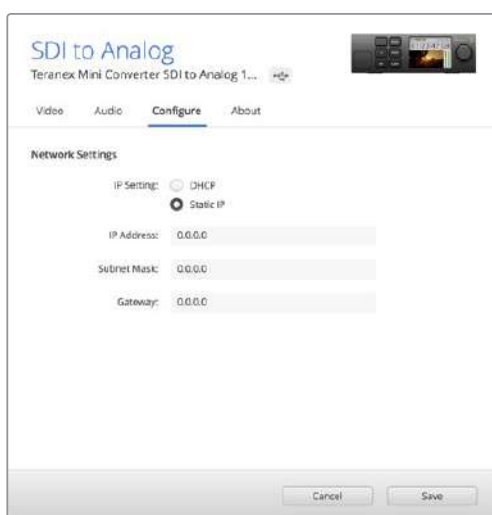 SDI to Analog
Teranex Mini Converter SDI to Analog 1...
Video Audio Configure About
Network Settings
IP Setting: DHCP
Static IP
IP Address: 0.0.0.0
Subnet Mask: 0.0.0.0
Gateway: 0.0.0.0
Cancel Save